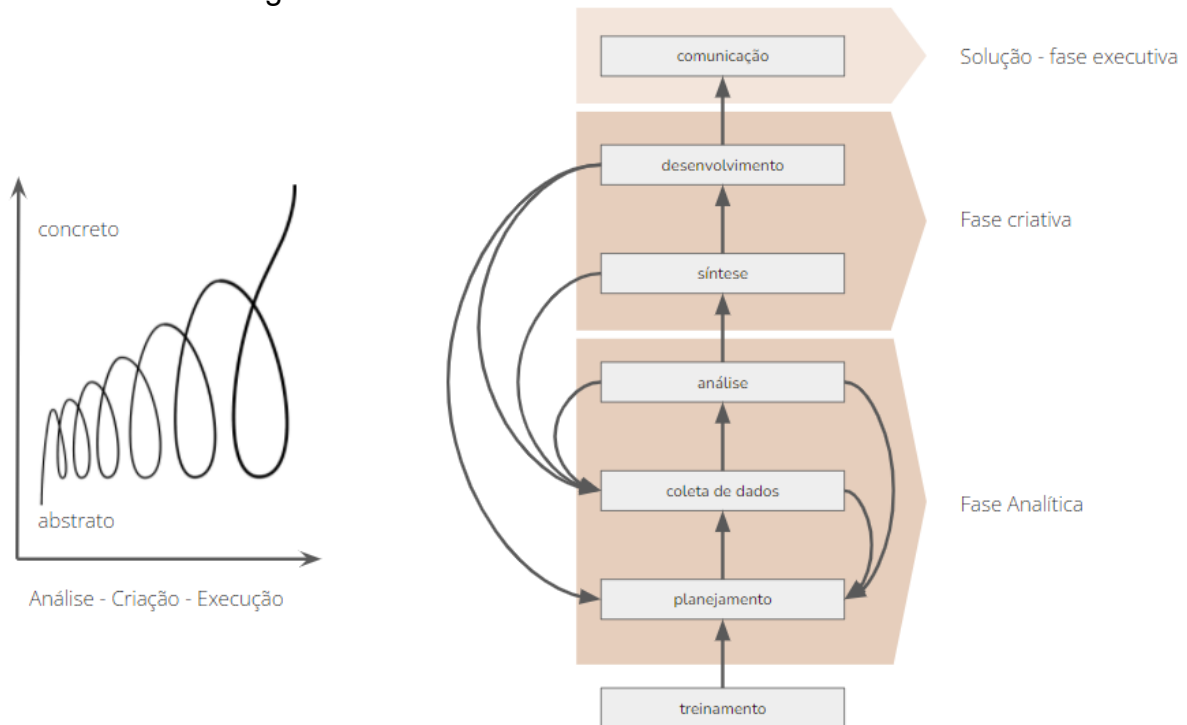 comunicação
Solução - fase executiva
desenvolvimento
concreto
Fase criativa
síntese
análise
coleta de dados
Fase Analítica
abstrato
planejamento
Análise - Criação - Execução
treinamento